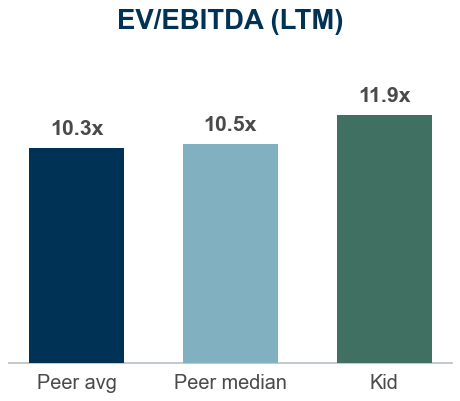 EV/EBITDA (LTM)
10.3x
10.5x
11.9x
Peer avg
Peer median
Kid